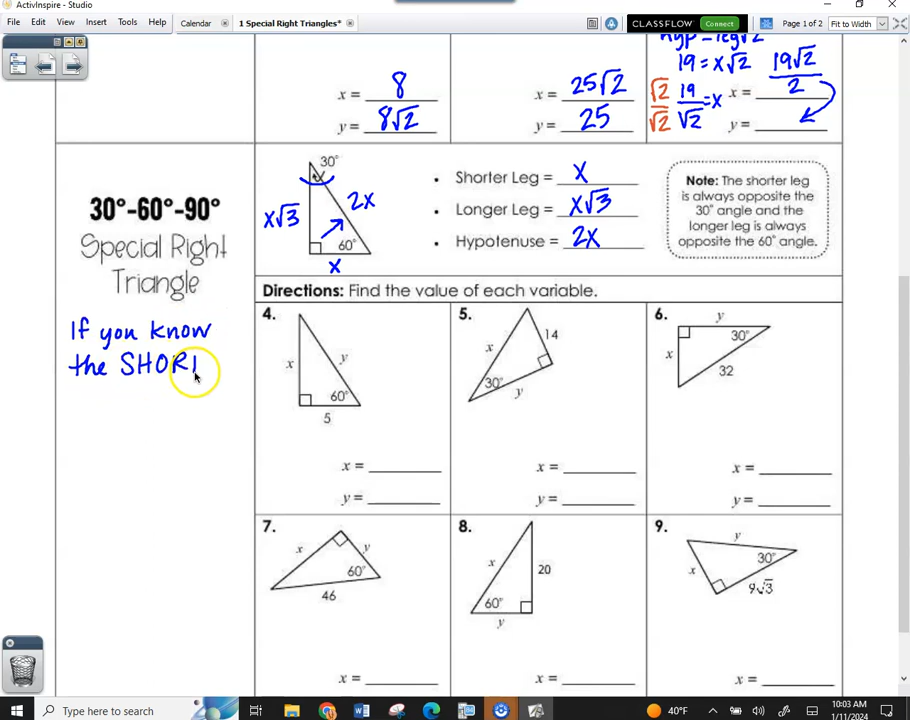 ActivInspire - Studio
File Edit View Insert Tools Help
Calendar
1 Special Right Triangles*
CLASSFLOW Connect
Page 1 of 2
Fit to Width
x = 8
y = 8√2
x = 25√2
y = 25
hyp = leg√2
19 = x√2
√2/√2 19/√2 = x
x = 19√2/2
y =
30°-60°-90°
Special Right
Triangle
If you know
the SHOR
30°
x√3
2x
60°
x
• Shorter Leg = x
• Longer Leg = x√3
• Hypotenuse = 2x
Note: The shorter leg
is always opposite the
30° angle and the
longer leg is always
opposite the 60° angle.
Directions: Find the value of each variable.
4.
x
y
60°
5
x =
y =
5.
14
x
30°
y
x =
y =
6.
y
30°
x
32
x =
y =
7.
x
y
60°
46
x =
8.
x
20
60°
y
x =
9.
y
30°
x
9√3
x =
Type here to search
40°F
10:03 AM
1/11/2024